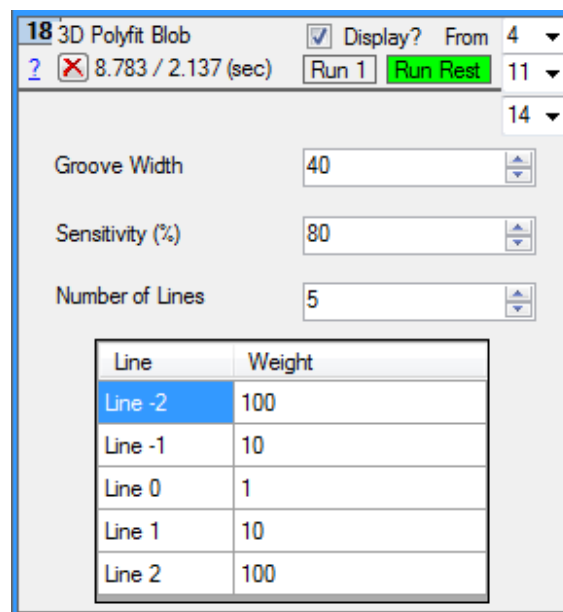 18 3D Polyfit Blob Display? From 4
? 8.783 / 2.137 (sec) Run 1 Run Rest 11
14
Groove Width 40
Sensitivity (%) 80
Number of Lines 5
Line Weight
Line -2 100
Line -1 10
Line 0 1
Line 1 10
Line 2 100